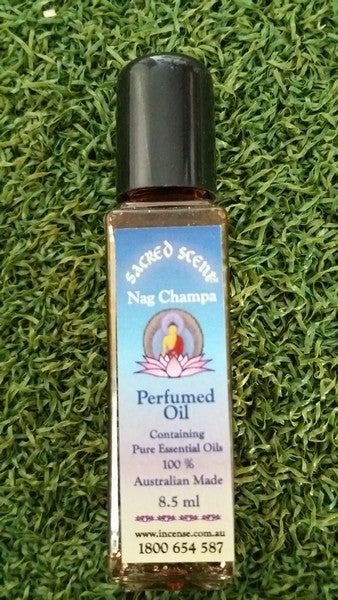 SACRED SCENT
Nag Champa
Perfumed
Oil
Containing
Pure Essential Oils
100 %
Australian Made
8.5 ml
www.incense.com.au
1800 654 587